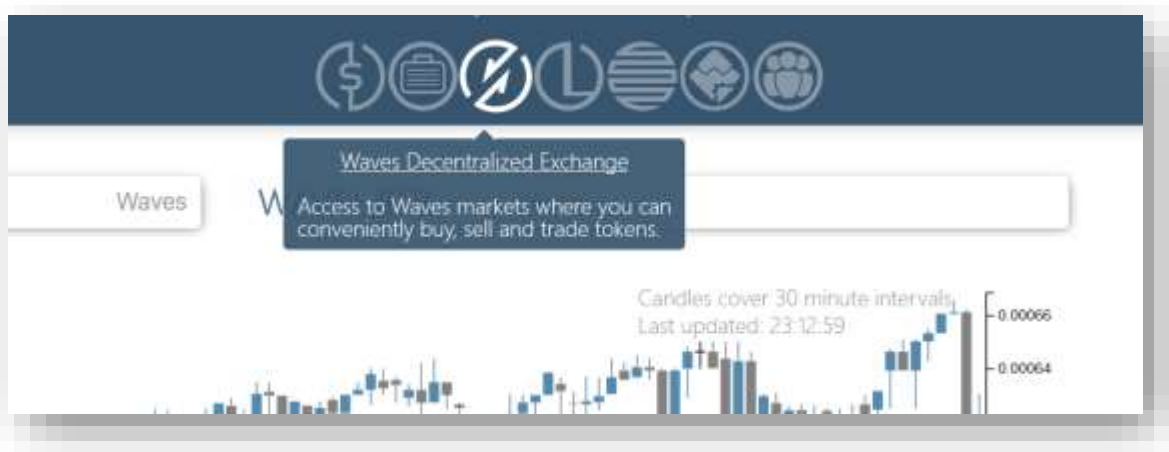 Waves Decentralized Exchange
Waves
W
Access to Waves markets where you can
conveniently buy, sell and trade tokens.
Candles cover 30 minute intervals.
Last updated: 23:12:59
0.00066
0.00064